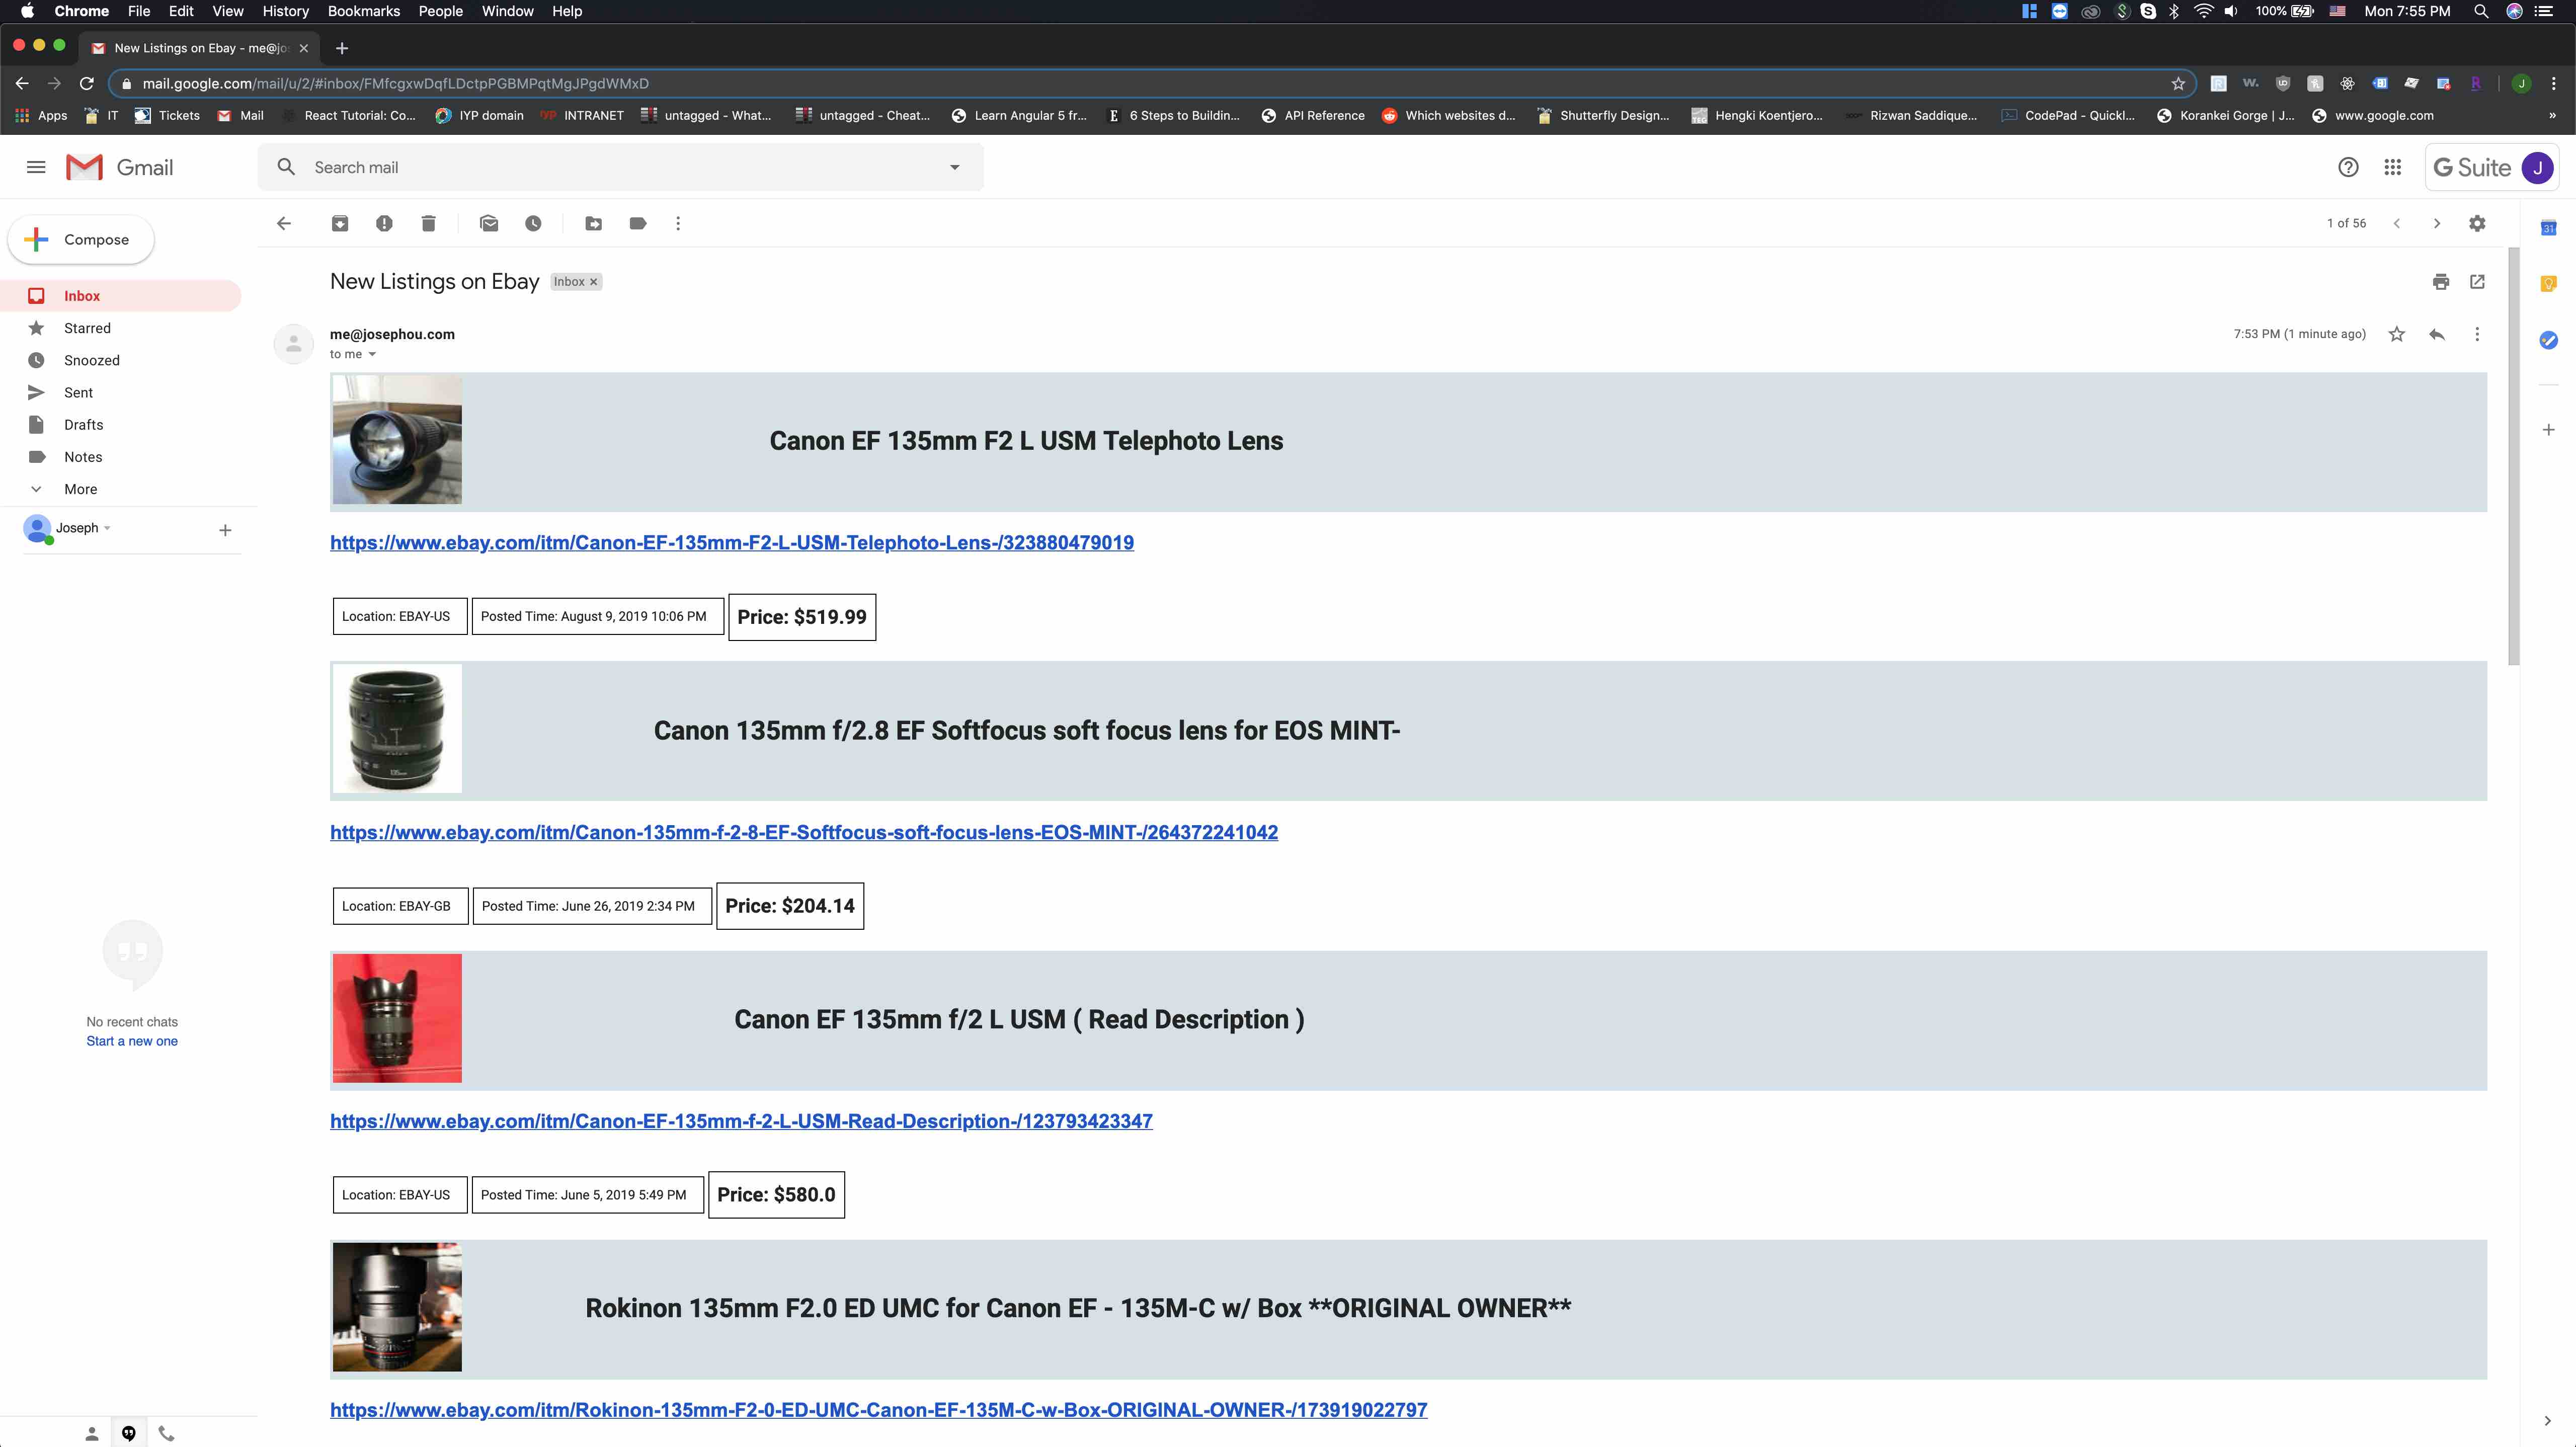 Chrome File Edit View History Bookmarks People Window Help 100% Mon 7:55 PM
New Listings on Ebay - me@jo
mail.google.com/mail/u/2/#inbox/FMfcgxwDqfLDctpPGBMPqtMgJPgdWMxD
Apps IT Tickets Mail React Tutorial: Co... IYP domain INTRANET untagged - What... untagged - Cheat... Learn Angular 5 fr... 6 Steps to Buildin... API Reference Which websites d... Shutterfly Design... Hengki Koentjero... Rizwan Saddique... CodePad - Quickl... Korankei Gorge | J... www.google.com »
Gmail Search mail G Suite J
Compose 1 of 56
New Listings on Ebay Inbox
Inbox
Starred
Snoozed
Sent
Drafts
Notes
More
Joseph
me@josephou.com 7:53 PM (1 minute ago)
to me
Canon EF 135mm F2 L USM Telephoto Lens
https://www.ebay.com/itm/Canon-EF-135mm-F2-L-USM-Telephoto-Lens-/323880479019
Location: EBAY-US Posted Time: August 9, 2019 10:06 PM Price: $519.99
Canon 135mm f/2.8 EF Softfocus soft focus lens for EOS MINT-
https://www.ebay.com/itm/Canon-135mm-f-2-8-EF-Softfocus-soft-focus-lens-EOS-MINT-/264372241042
Location: EBAY-GB Posted Time: June 26, 2019 2:34 PM Price: $204.14
Canon EF 135mm f/2 L USM ( Read Description )
https://www.ebay.com/itm/Canon-EF-135mm-f-2-L-USM-Read-Description-/123793423347
Location: EBAY-US Posted Time: June 5, 2019 5:49 PM Price: $580.0
Rokinon 135mm F2.0 ED UMC for Canon EF - 135M-C w/ Box **ORIGINAL OWNER**
https://www.ebay.com/itm/Rokinon-135mm-F2-0-ED-UMC-Canon-EF-135M-C-w-Box-ORIGINAL-OWNER-/173919022797
No recent chats
Start a new one